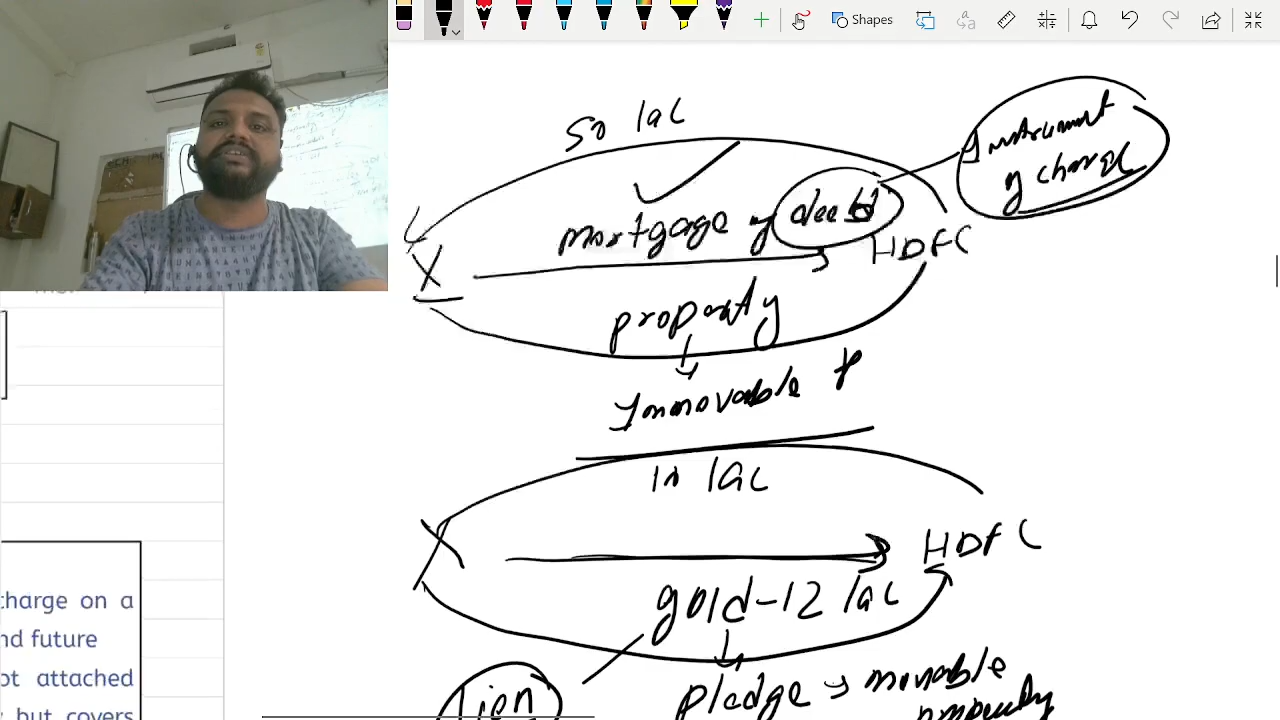 Shapes
50 lac
Instrument
of charge
mortgage of deed
X
HDFC
property
Immovable P
10 lac
X
HDFC
gold-12 lac
Lien
pledge → movable
property
charge on a
nd future
ot attached
but covers